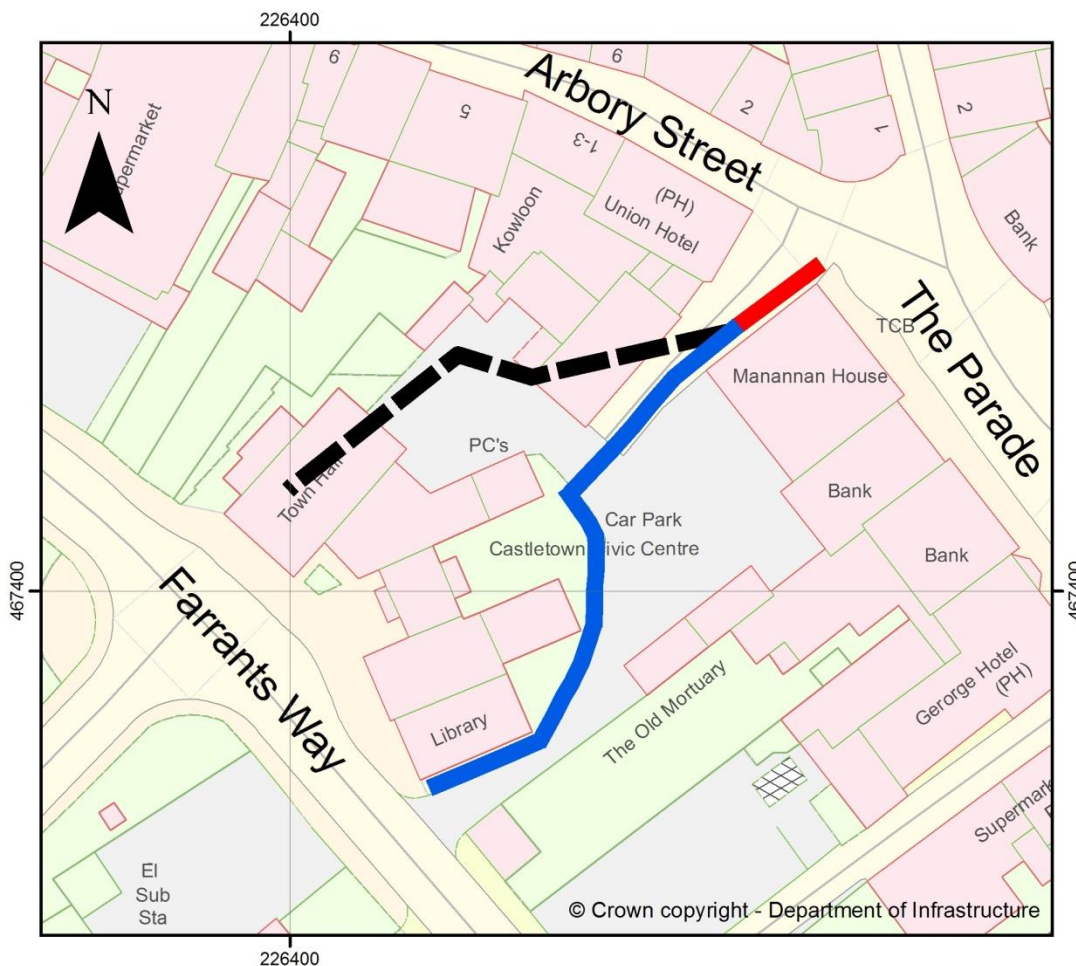 226400
N
upermarket
6
5
1-3
Arbory Street
9
2
1
2
Bank
(PH)
Union Hotel
Kowloon
The Parade
TCB
Manannan House
PC's
Town Hall
Bank
Car Park
Castletown Civic Centre
Bank
467400
467400
Farrants Way
Library
The Old Mortuary
Gerorge Hotel
(PH)
Supermark
El
Sub
Sta
© Crown copyright - Department of Infrastructure
226400